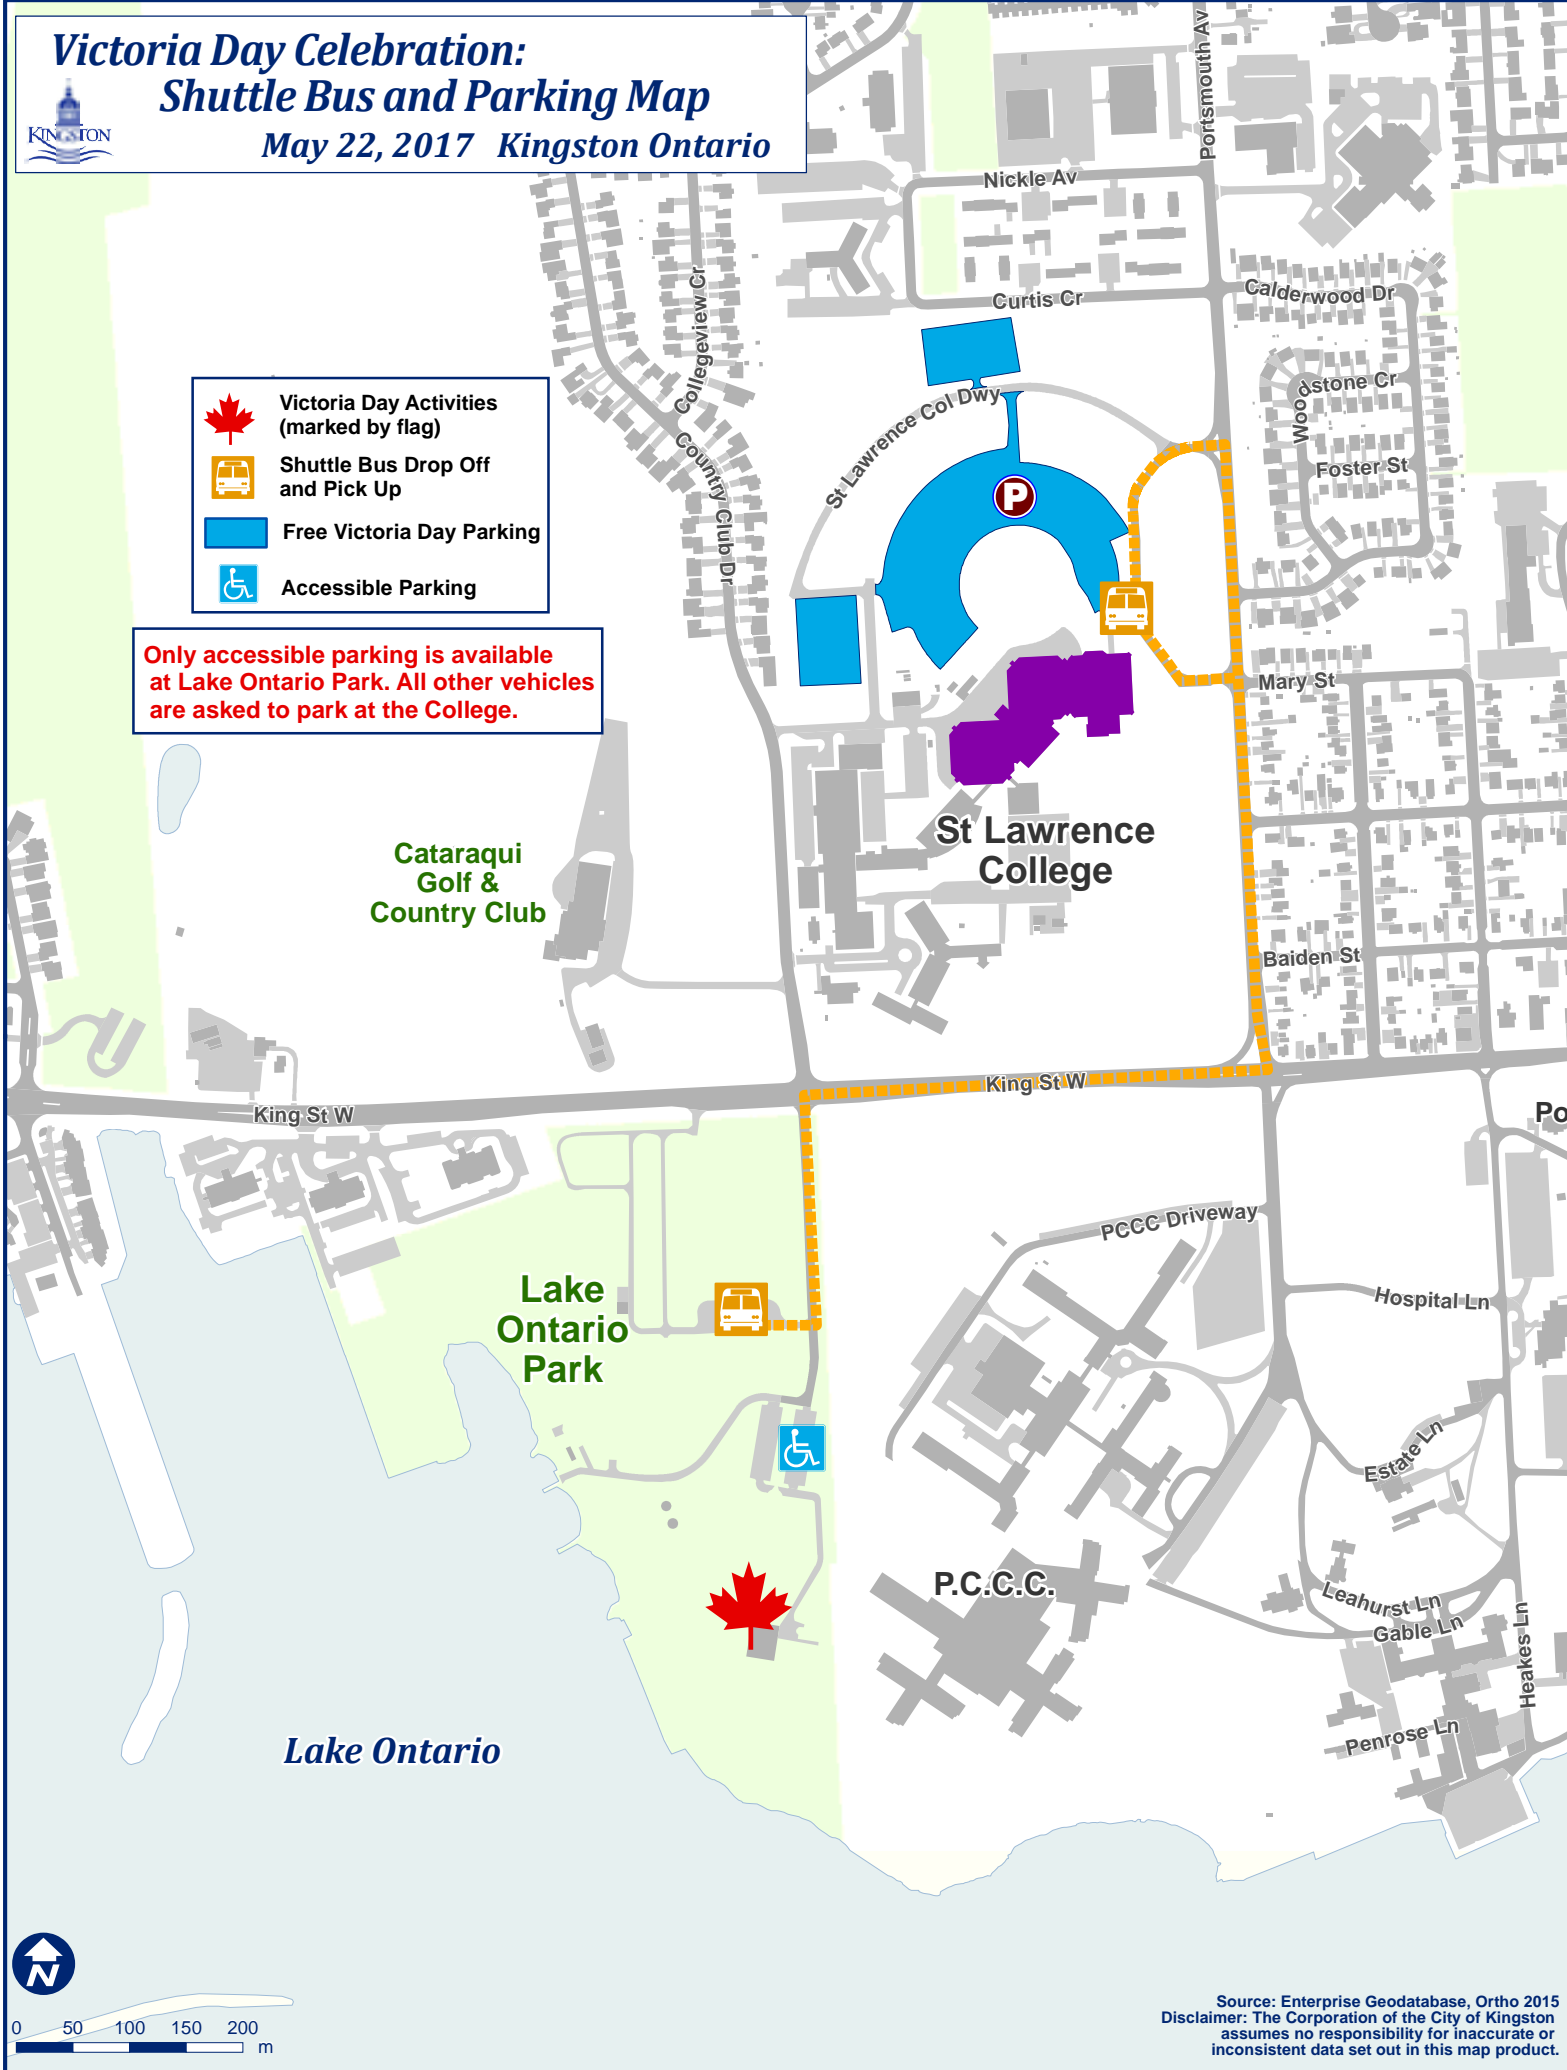 Victoria Day Celebration:
Shuttle Bus and Parking Map
May 22, 2017 Kingston Ontario
KINGSTON
Portsmouth Av
Nickle Av
Curtis Cr
Calderwood Dr
Collegeview Cr
Woodstone Cr
St Lawrence Col Dwy
Foster St
Country Club Dr
P
Victoria Day Activities
(marked by flag)
Shuttle Bus Drop Off
and Pick Up
Free Victoria Day Parking
Accessible Parking
Only accessible parking is available
at Lake Ontario Park. All other vehicles
are asked to park at the College.
Mary St
St Lawrence
College
Cataraqui
Golf &
Country Club
Baiden St
King St W
King St W
Po
PCCC Driveway
Hospital Ln
Lake
Ontario
Park
Estate Ln
P.C.C.C.
Leahurst Ln
Gable Ln
Heakes Ln
Penrose Ln
Lake Ontario
N
0 50 100 150 200
m
Source: Enterprise Geodatabase, Ortho 2015
Disclaimer: The Corporation of the City of Kingston
assumes no responsibility for inaccurate or
inconsistent data set out in this map product.